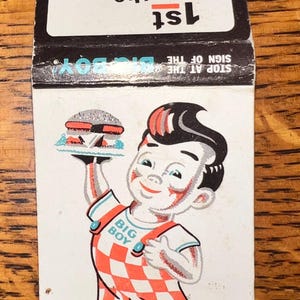 1st
STOP AT THE
SIGN OF THE
BIG BOY
BIG
BOY